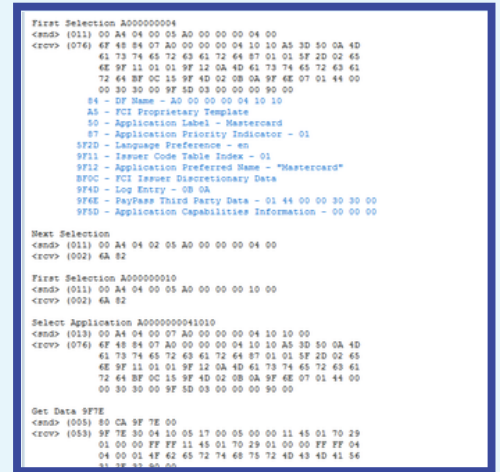 First Selection A000000004
<snd> (011) 00 A4 04 00 05 A0 00 00 00 04 00
<rcv> (076) 6F 48 84 07 A0 00 00 00 04 10 10 A5 3D 50 0A 4D
61 73 74 65 72 63 61 72 64 87 01 01 5F 2D 02 65
6E 9F 11 01 01 9F 12 0A 4D 61 73 74 65 72 63 61
72 64 BF 0C 15 9F 4D 02 0B 0A 9F 6E 07 01 44 00
00 30 30 00 9F 5D 03 00 00 00 90 00
84 - DF Name - A0 00 00 00 04 10 10
A5 - FCI Proprietary Template
50 - Application Label - Mastercard
87 - Application Priority Indicator - 01
5F2D - Language Preference - en
9F11 - Issuer Code Table Index - 01
9F12 - Application Preferred Name - "Mastercard"
BF0C - FCI Issuer Discretionary Data
9F4D - Log Entry - 0B 0A
9F6E - PayPass Third Party Data - 01 44 00 00 30 30 00
9F5D - Application Capabilities Information - 00 00 00
Next Selection
<snd> (011) 00 A4 04 02 05 A0 00 00 00 04 00
<rcv> (002) 6A 82
First Selection A000000010
<snd> (011) 00 A4 04 00 05 A0 00 00 00 10 00
<rcv> (002) 6A 82
Select Application A0000000041010
<snd> (013) 00 A4 04 00 07 A0 00 00 00 04 10 10 00
<rcv> (076) 6F 48 84 07 A0 00 00 00 04 10 10 A5 3D 50 0A 4D
61 73 74 65 72 63 61 72 64 87 01 01 5F 2D 02 65
6E 9F 11 01 01 9F 12 0A 4D 61 73 74 65 72 63 61
72 64 BF 0C 15 9F 4D 02 0B 0A 9F 6E 07 01 44 00
00 30 30 00 9F 5D 03 00 00 00 90 00
Get Data 9F7E
<snd> (005) 80 CA 9F 7E 00
<rcv> (053) 9F 7E 30 04 10 05 17 00 05 00 00 11 45 01 70 29
01 00 00 FF FF 11 45 01 70 29 01 00 00 FF FF 04
04 00 01 4F 62 65 72 74 68 75 72 4D 43 4D 41 56